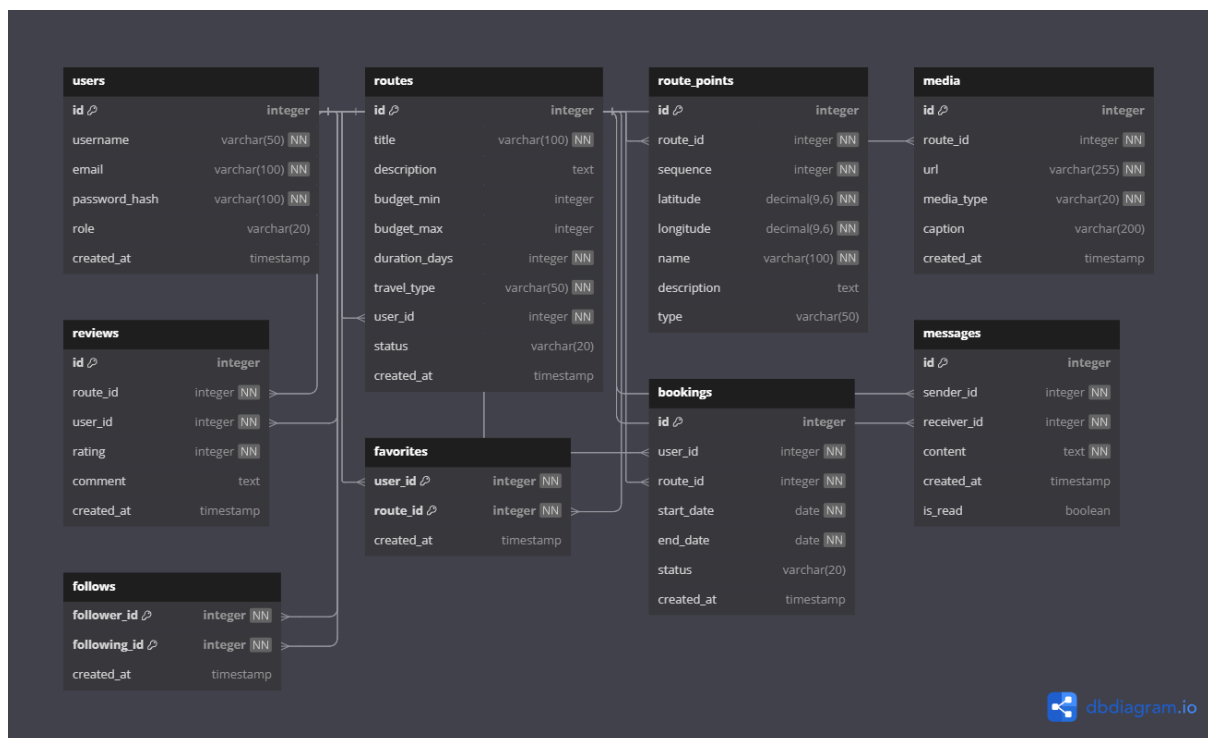 users
id integer
username varchar(50) NN
email varchar(100) NN
password_hash varchar(100) NN
role varchar(20)
created_at timestamp
routes
id integer
title varchar(100) NN
description text
budget_min integer
budget_max integer
duration_days integer NN
travel_type varchar(50) NN
user_id integer NN
status varchar(20)
created_at timestamp
route_points
id integer
route_id integer NN
sequence integer NN
latitude decimal(9,6) NN
longitude decimal(9,6) NN
name varchar(100) NN
description text
type varchar(50)
media
id integer
route_id integer NN
url varchar(255) NN
media_type varchar(20) NN
caption varchar(200)
created_at timestamp
reviews
id integer
route_id integer NN
user_id integer NN
rating integer NN
comment text
created_at timestamp
favorites
user_id integer NN
route_id integer NN
created_at timestamp
bookings
id integer
user_id integer NN
route_id integer NN
start_date date NN
end_date date NN
status varchar(20)
created_at timestamp
messages
id integer
sender_id integer NN
receiver_id integer NN
content text NN
created_at timestamp
is_read boolean
follows
follower_id integer NN
following_id integer NN
created_at timestamp
dbdiagram.io